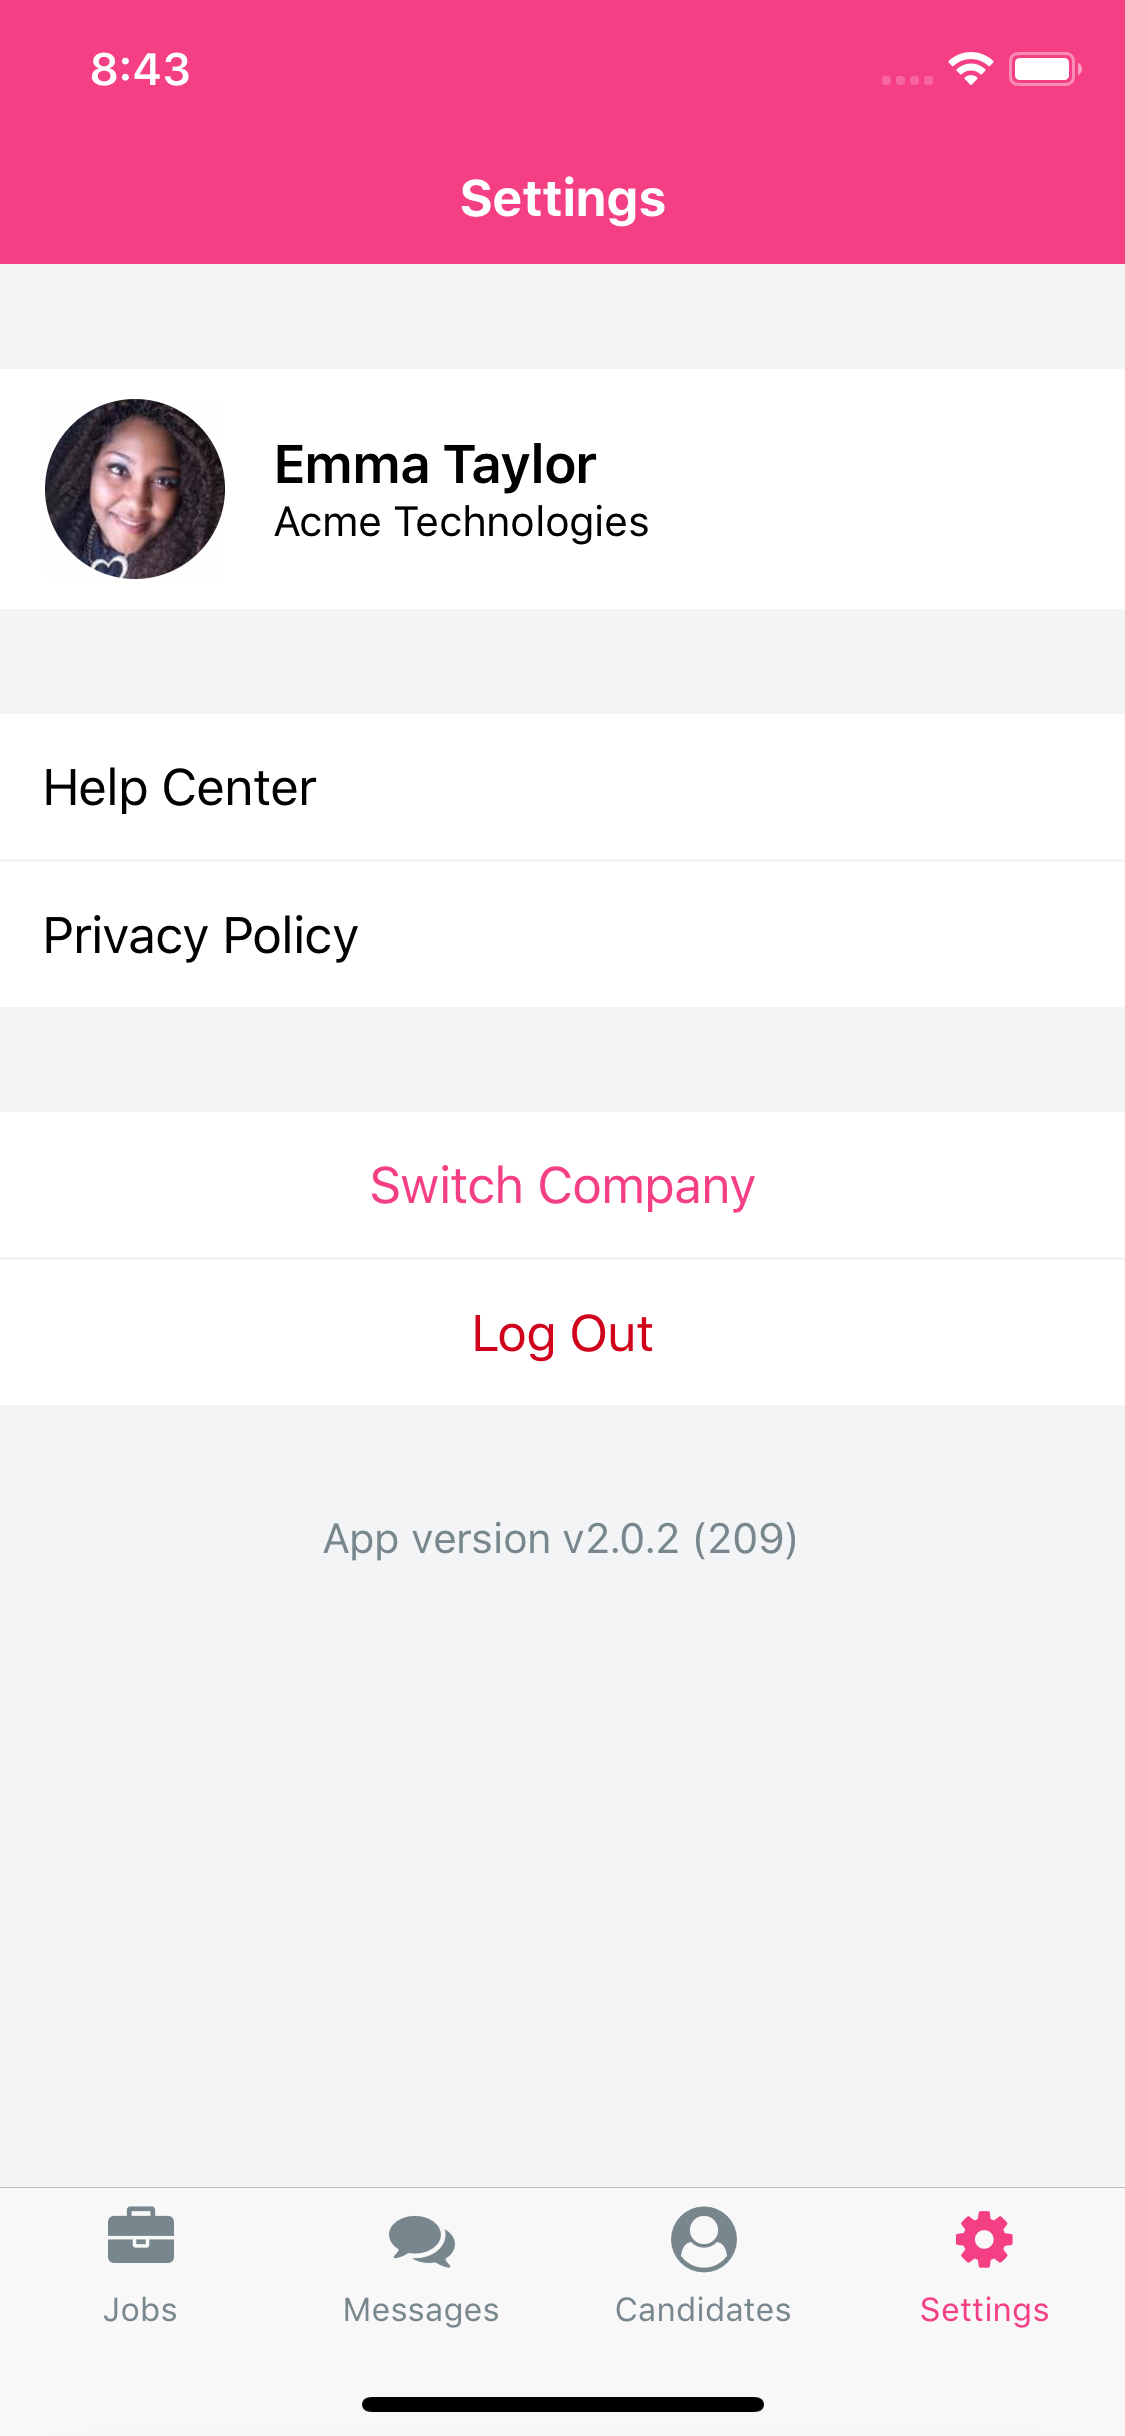 8:43
Settings
Emma Taylor
Acme Technologies
Help Center
Privacy Policy
Switch Company
Log Out
App version v2.0.2 (209)
Jobs
Messages
Candidates
Settings